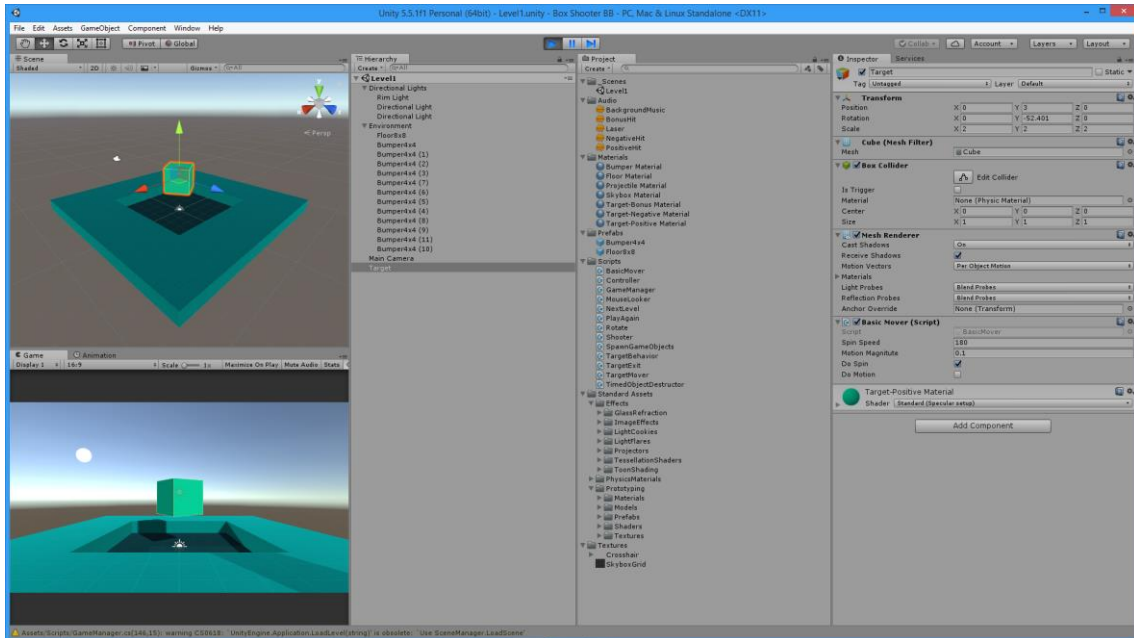 Unity 5.5.1f1 Personal (64bit) - Level1.unity - Box Shooter BB - PC, Mac & Linux Standalone <DX11>
File Edit Assets GameObject Component Window Help
Pivot Global
Collab Account Layers Layout
Scene
Shaded 2D Gizmos All
Persp
Game Animation
Display 1 16:9 Scale 1x Maximize On Play Mute Audio Stats
Hierarchy
Create All
Level1
Directional Lights
Rim Light
Directional Light
Directional Light
Environment
Floor8x8
Bumper4x4
Bumper4x4 (1)
Bumper4x4 (2)
Bumper4x4 (3)
Bumper4x4 (7)
Bumper4x4 (6)
Bumper4x4 (5)
Bumper4x4 (4)
Bumper4x4 (8)
Bumper4x4 (9)
Bumper4x4 (11)
Bumper4x4 (10)
Main Camera
Target
Project
Create
_Scenes
Level1
Audio
BackgroundMusic
BonusHit
Laser
NegativeHit
PositiveHit
Materials
Bumper Material
Floor Material
Projectile Material
Skybox Material
Target-Bonus Material
Target-Negative Material
Target-Positive Material
Prefabs
Bumper4x4
Floor8x8
Scripts
BasicMover
Controller
GameManager
MouseLooker
NextLevel
PlayAgain
Rotate
Shooter
SpawnGameObjects
TargetBehavior
TargetExit
TargetMover
TimedObjectDestructor
Standard Assets
Effects
GlassRefraction
ImageEffects
LightCookies
LightFlares
Projectors
TessellationShaders
ToonShading
PhysicsMaterials
Prototyping
Materials
Models
Prefabs
Shaders
Textures
Textures
Crosshair
SkyboxGrid
Inspector Services
Target Static
Tag Untagged Layer Default
Transform
Position X 0 Y 3 Z 0
Rotation X 0 Y -52.401 Z 0
Scale X 2 Y 2 Z 2
Cube (Mesh Filter)
Mesh Cube
Box Collider
Edit Collider
Is Trigger
Material None (Physic Material)
Center X 0 Y 0 Z 0
Size X 1 Y 1 Z 1
Mesh Renderer
Cast Shadows On
Receive Shadows
Motion Vectors Per Object Motion
Materials
Light Probes Blend Probes
Reflection Probes Blend Probes
Anchor Override None (Transform)
Basic Mover (Script)
Script BasicMover
Spin Speed 180
Motion Magnitute 0.1
Do Spin
Do Motion
Target-Positive Material
Shader Standard (Specular setup)
Add Component
Assets/Scripts/GameManager.cs(146,15): warning CS0618: `UnityEngine.Application.LoadLevel(string)' is obsolete: `Use SceneManager.LoadScene'